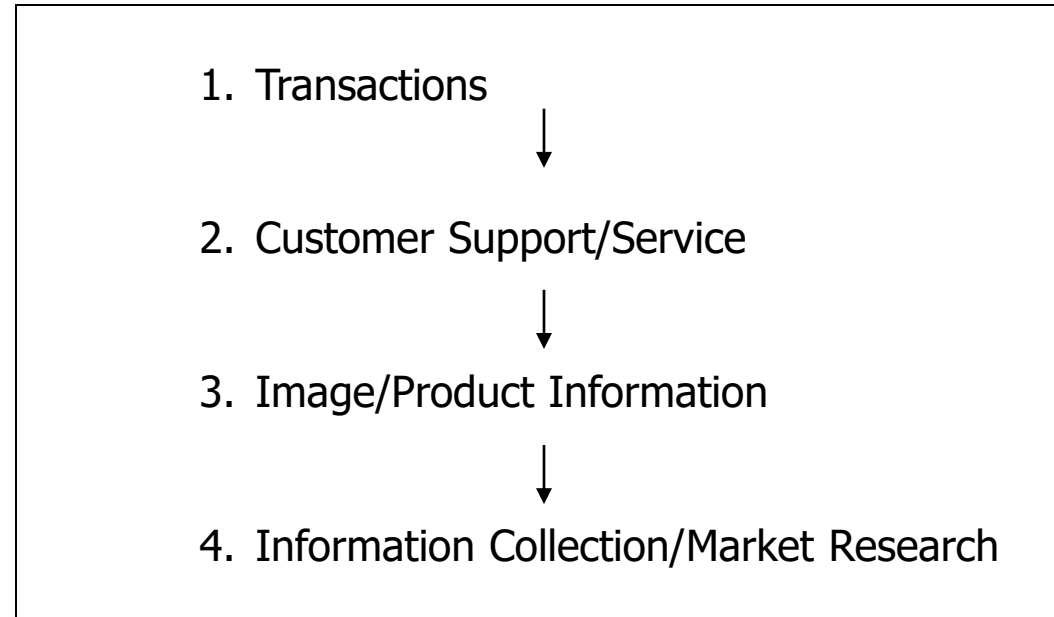 1. Transactions
2. Customer Support/Service
3. Image/Product Information
4. Information Collection/Market Research